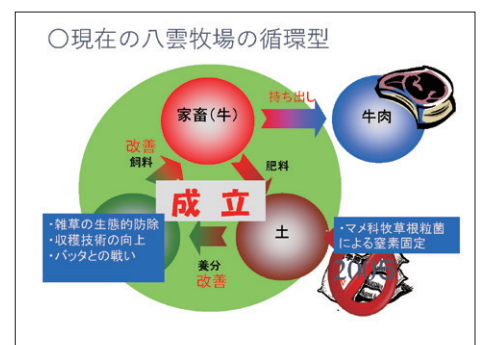 ○現在の八雲牧場の循環型
持ち出し
家畜(牛)
牛肉
改善
飼料
肥料
成立
・雑草の生態的防除
・収穫技術の向上
・バッタとの戦い
土
・マメ科牧草根粒菌
による窒素固定
養分
改善